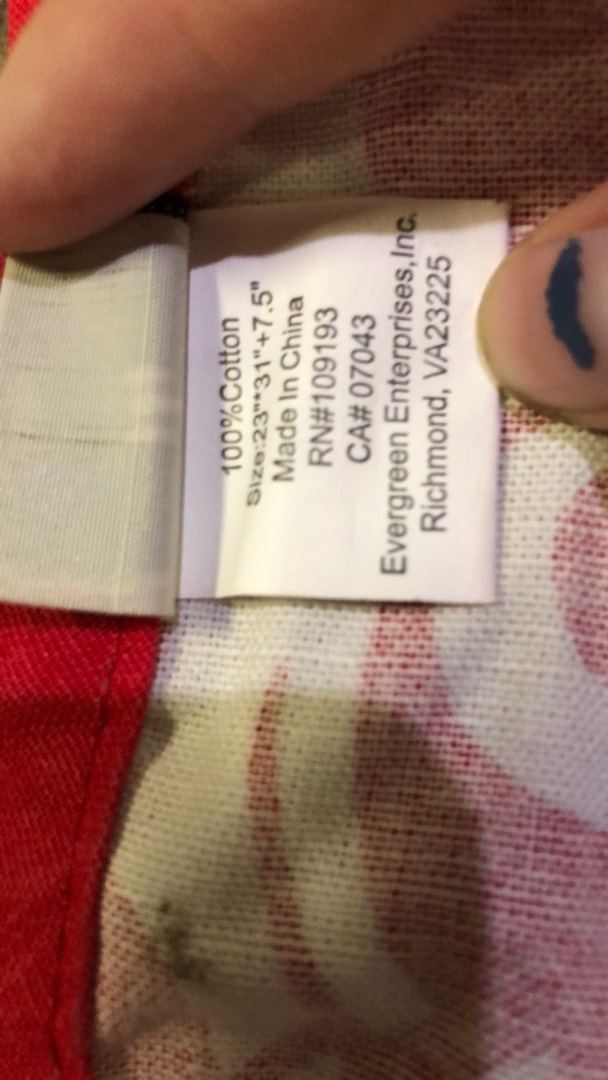 100%Cotton
Size:23"*31"+7.5"
Made In China
RN#109193
CA# 07043
Evergreen Enterprises,Inc.
Richmond, VA23225